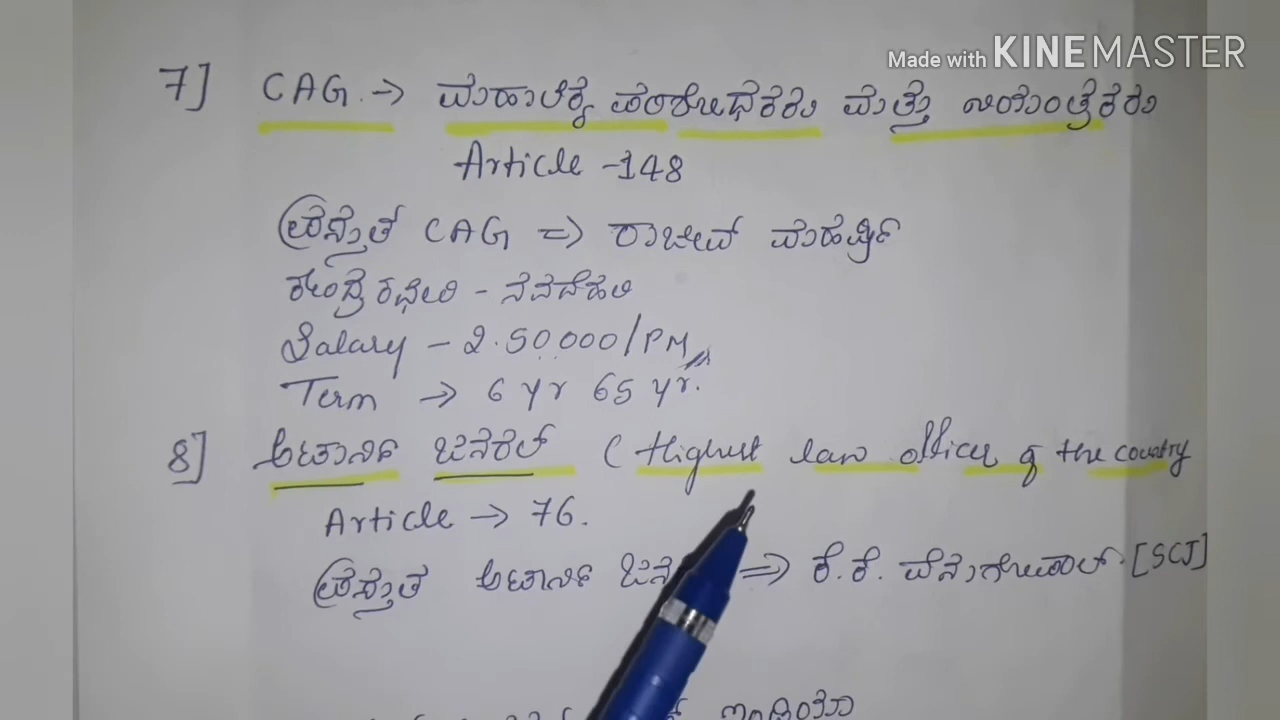 Made with KINEMASTER
7] CAG → ಮಹಾಲೆಕ್ಕ ಪರಿಶೋಧಕರು ಮತ್ತು ನಿಯಂತ್ರಕರು
Article - 148
ಪ್ರಸ್ತುತ CAG ⇒ ರಾಜೀವ್ ಮಹರ್ಷಿ
ಕೇಂದ್ರ ಕಛೇರಿ - ನವದೆಹಲಿ
Salary - 2.50.000/PM
Term → 6 yr 65 yr.
8] ಅಟಾರ್ನಿ ಜನರಲ್ ( Highest law officer of the country
Article → 76.
ಪ್ರಸ್ತುತ ಅಟಾರ್ನಿ ಜನ ⇒ ಕೆ.ಕೆ. ವೇಣುಗೋಪಾಲ್. [SCJ]